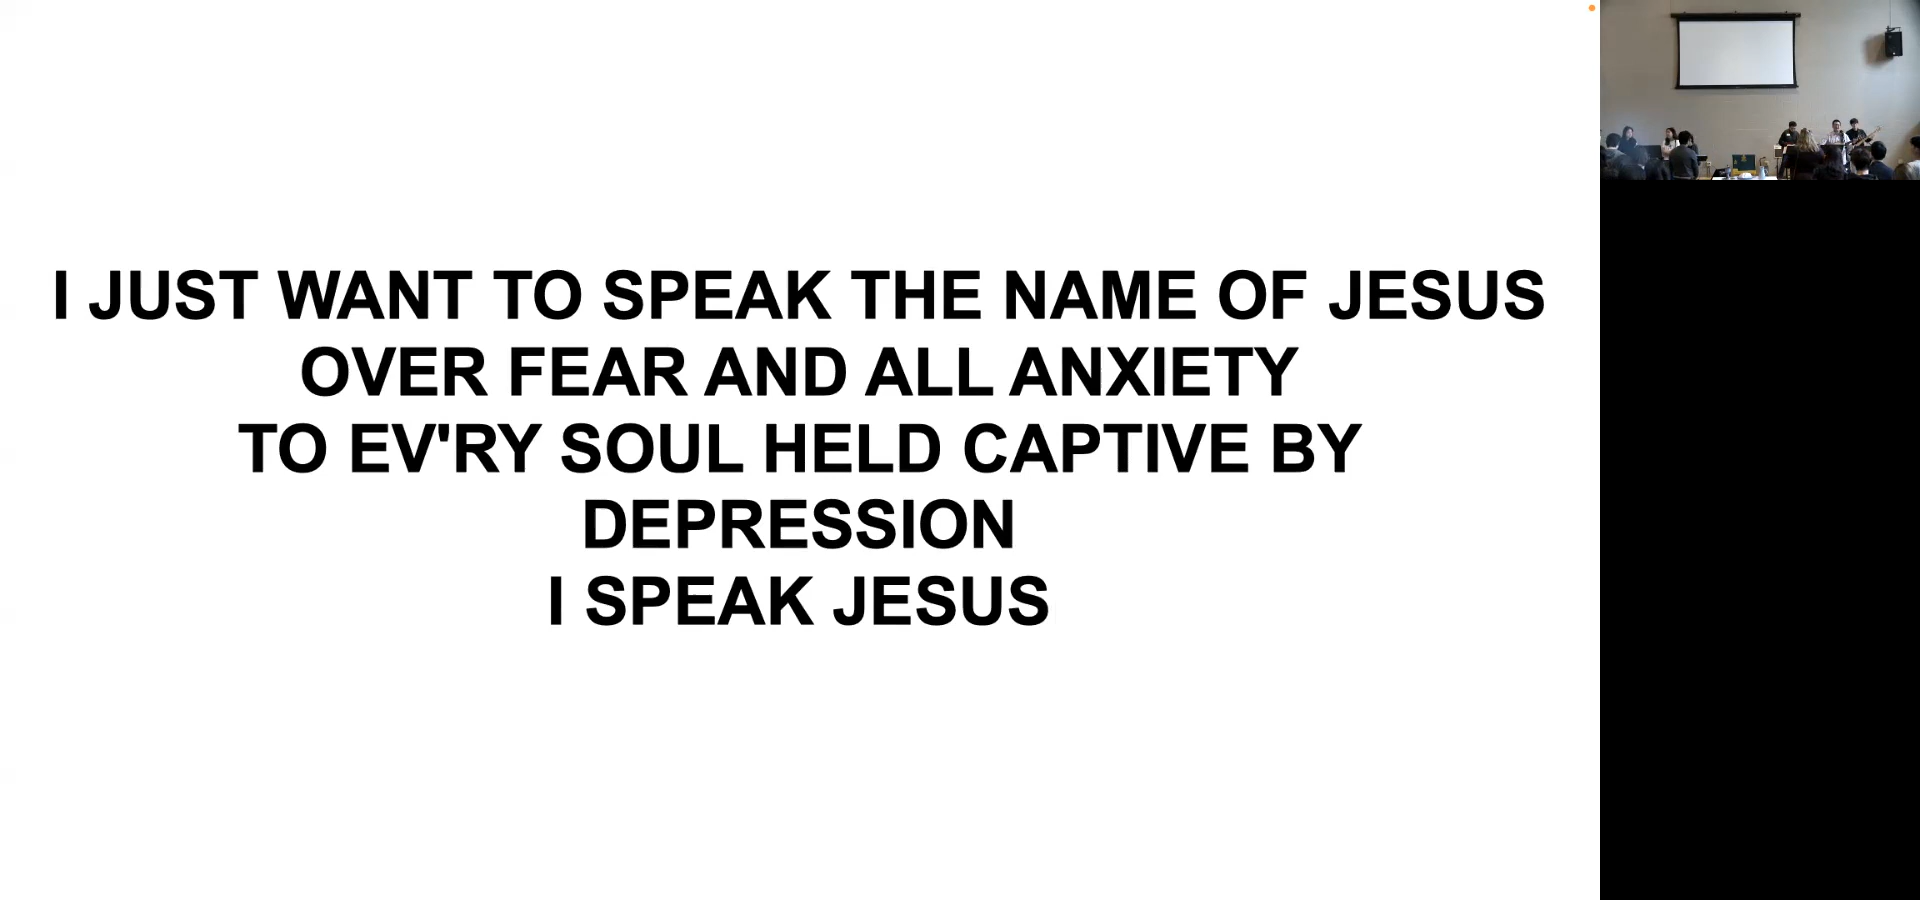 I JUST WANT TO SPEAK THE NAME OF JESUS
OVER FEAR AND ALL ANXIETY
TO EV'RY SOUL HELD CAPTIVE BY
DEPRESSION
I SPEAK JESUS